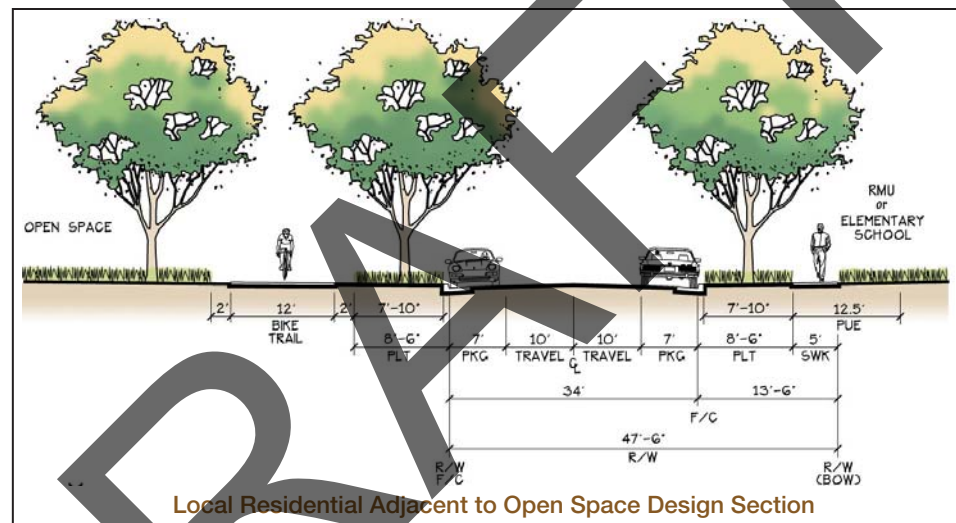 OPEN SPACE
RMU
or
ELEMENTARY
SCHOOL
2' 12' 2' 7'-10" 7'-10" 12.5'
BIKE
TRAIL
PUE
8'-6" 7' 10' 10' 7' 8'-6" 5'
PLT PKG TRAVEL CL TRAVEL PKG PLT SWK
34' 13'-6"
F/C
47'-6"
R/W
R/W
F/C
R/W
(BOW)
Local Residential Adjacent to Open Space Design Section
DRAFT